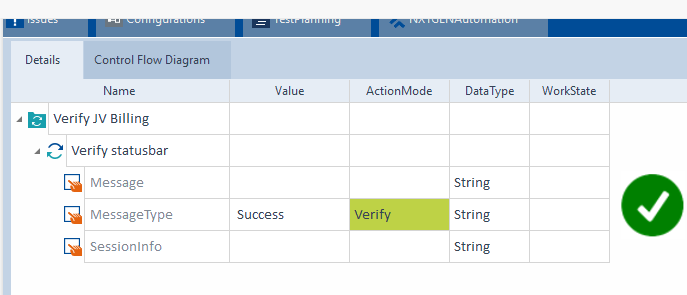 Issues Configurations TestPlanning NXTGENAutomation
Details Control Flow Diagram
Name Value ActionMode DataType WorkState
Verify JV Billing
Verify statusbar
Message String
MessageType Success Verify String
SessionInfo String